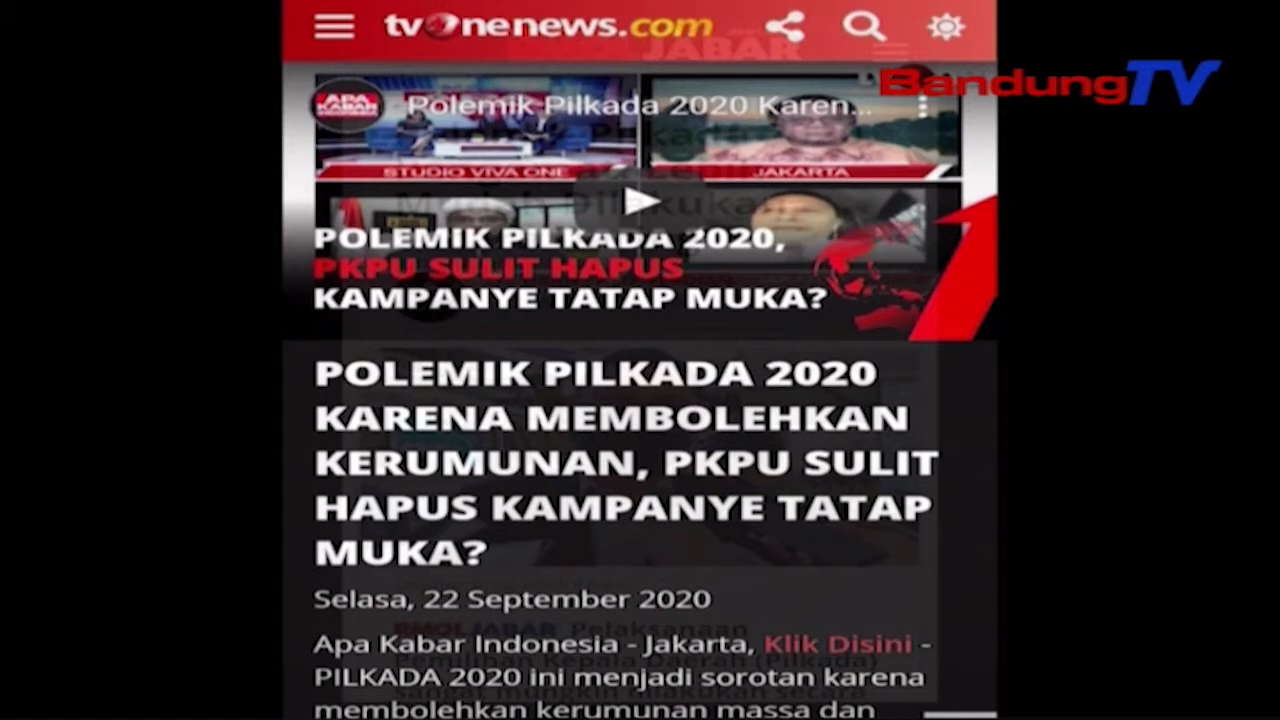 tvOnenews.com
JABAR
BandungTV
APA KABAR
Polemik Pilkada 2020 Karen...
STUDIO VIVA ONE
JAKARTA
POLEMIK PILKADA 2020,
PKPU SULIT HAPUS
KAMPANYE TATAP MUKA?
POLEMIK PILKADA 2020
KARENA MEMBOLEHKAN
KERUMUNAN, PKPU SULIT
HAPUS KAMPANYE TATAP
MUKA?
Selasa, 22 September 2020
Apa Kabar Indonesia - Jakarta, Klik Disini -
PILKADA 2020 ini menjadi sorotan karena
membolehkan kerumunan massa dan